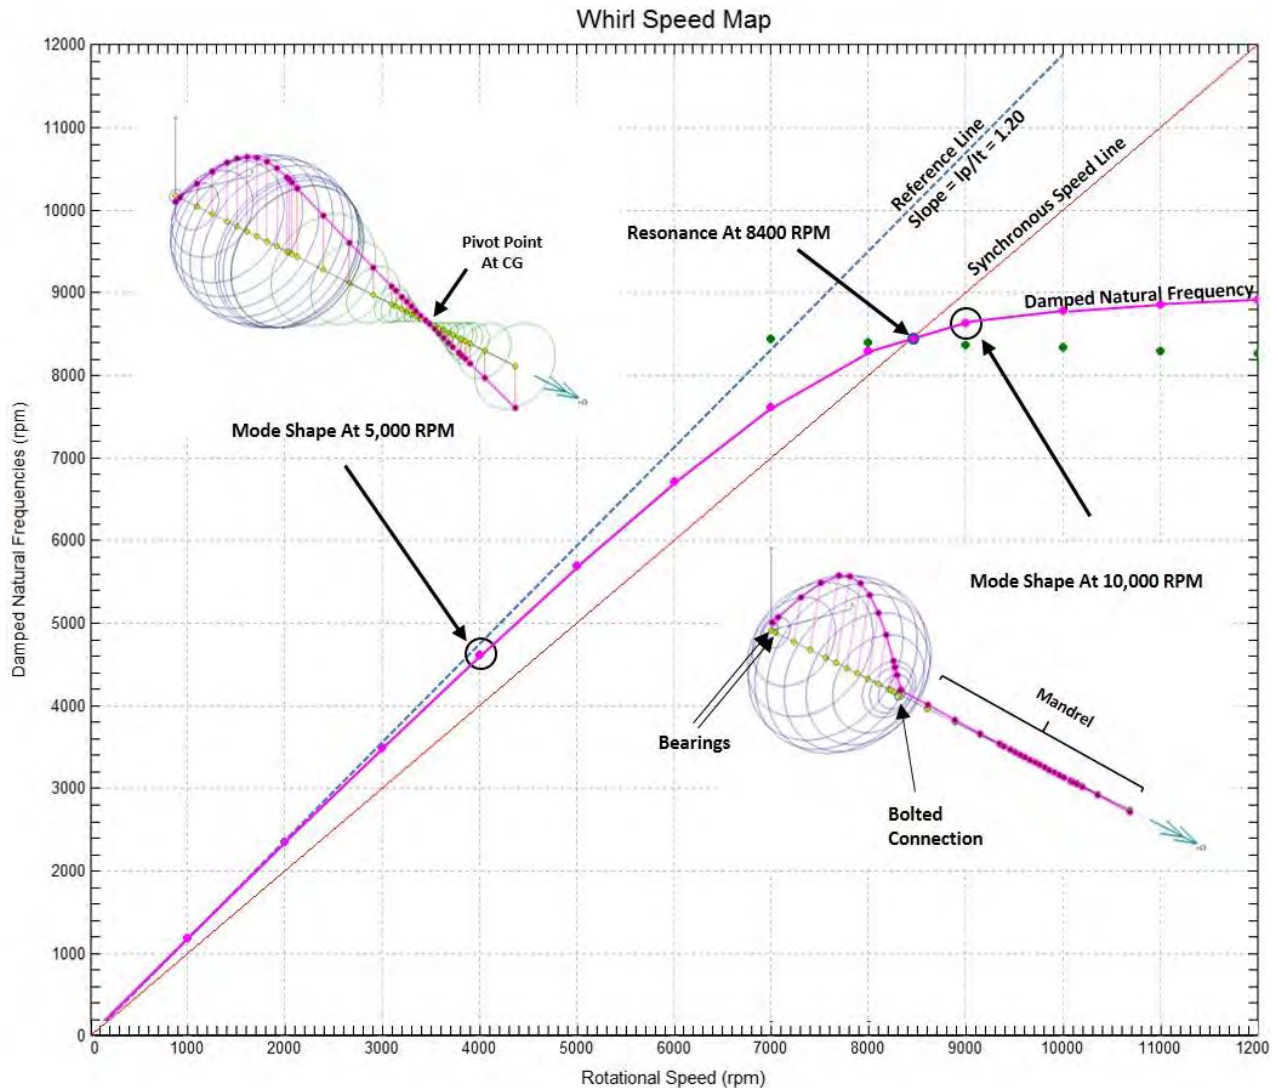 Whirl Speed Map
12000
11000
10000
9000
8000
7000
6000
5000
4000
3000
2000
1000
0
Damped Natural Frequencies (rpm)
Reference Line
Slope = Ip/It = 1.20
Synchronous Speed Line
Resonance At 8400 RPM
Pivot Point
At CG
Damped Natural Frequency
Mode Shape At 5,000 RPM
Mode Shape At 10,000 RPM
Mandrel
Bearings
Bolted
Connection
0 1000 2000 3000 4000 5000 6000 7000 8000 9000 10000 11000 1200
Rotational Speed (rpm)